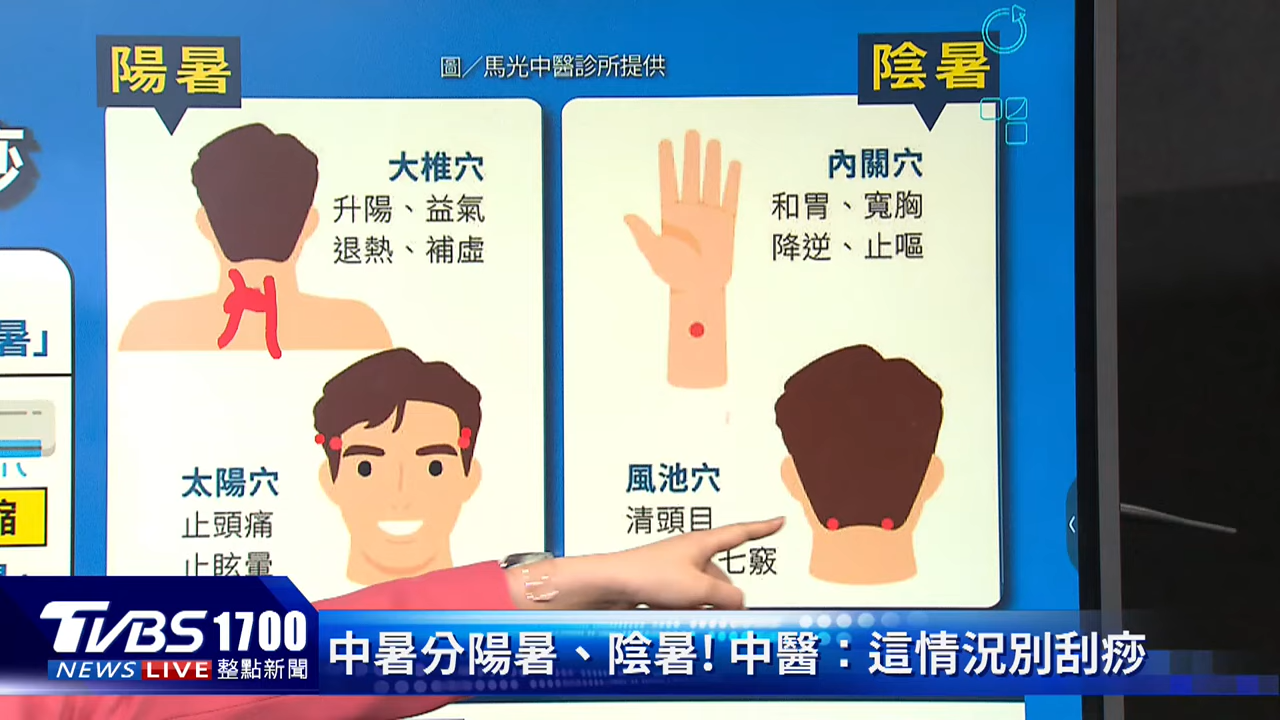 陽暑
圖／馬光中醫診所提供
陰暑
大椎穴
升陽、益氣
退熱、補虛
內關穴
和胃、寬胸
降逆、止嘔
暑」
太陽穴
止頭痛
止眩暈
風池穴
清頭目
七竅
TVBS 1700
NEWS LIVE 整點新聞
中暑分陽暑、陰暑! 中醫：這情況別刮痧